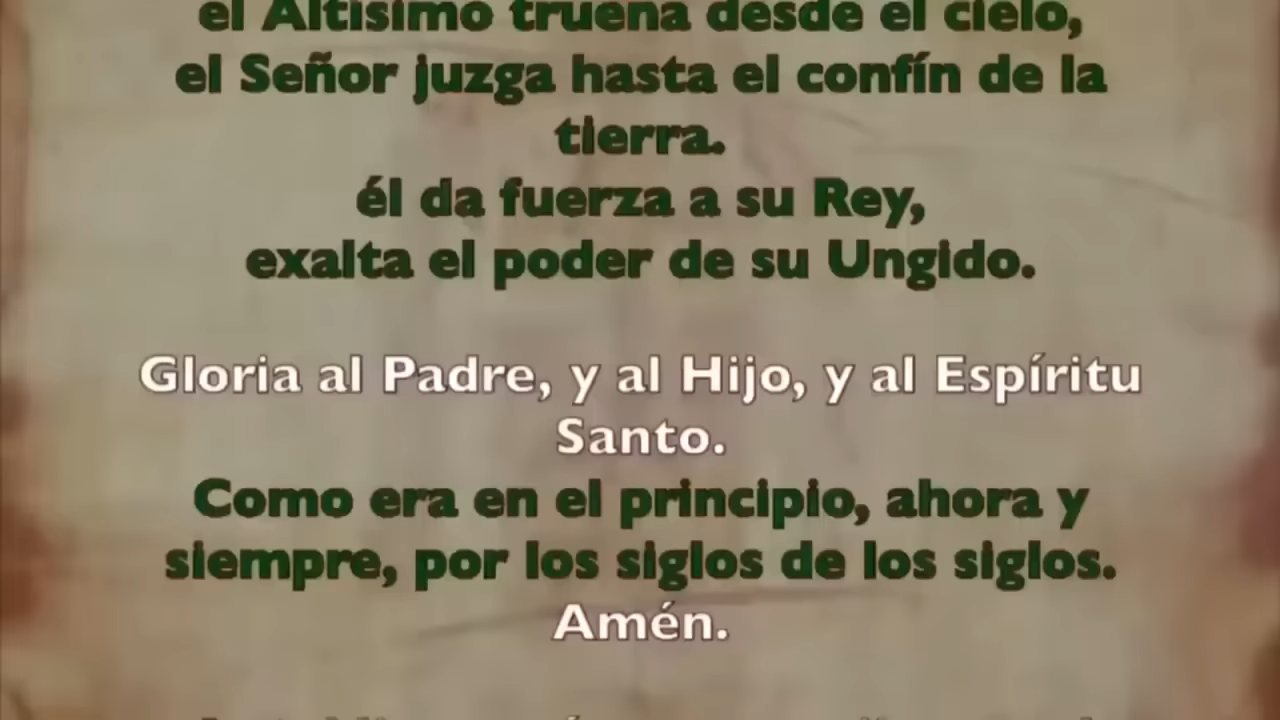 el Altísimo truena desde el cielo,
el Señor juzga hasta el confín de la
tierra.
él da fuerza a su Rey,
exalta el poder de su Ungido.
Gloria al Padre, y al Hijo, y al Espíritu
Santo.
Como era en el principio, ahora y
siempre, por los siglos de los siglos.
Amén.